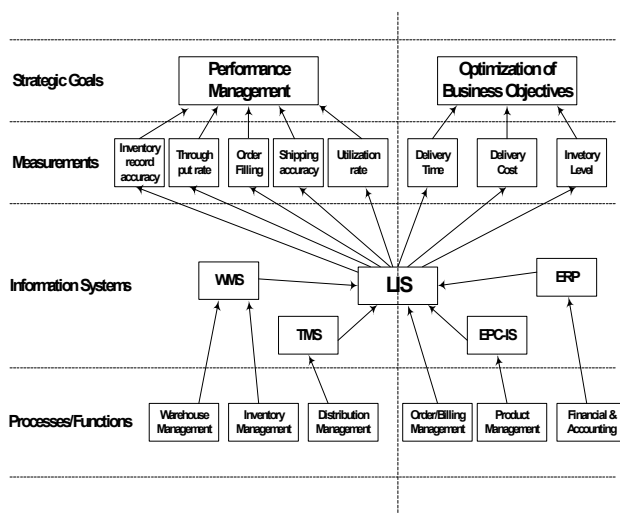 Strategic Goals
Performance
Management
Optimization of
Business Objectives
Measurements
Inventory
record
accuracy
Through
put rate
Order
Filling
Shipping
accuracy
Utilization
rate
Delivery
Time
Delivery
Cost
Invetory
Level
Information Systems
WMS
LIS
ERP
TMS
EPC-IS
Processes/Functions
Warehouse
Management
Inventory
Management
Distribution
Management
Order/Billing
Management
Product
Management
Financial &
Accounting